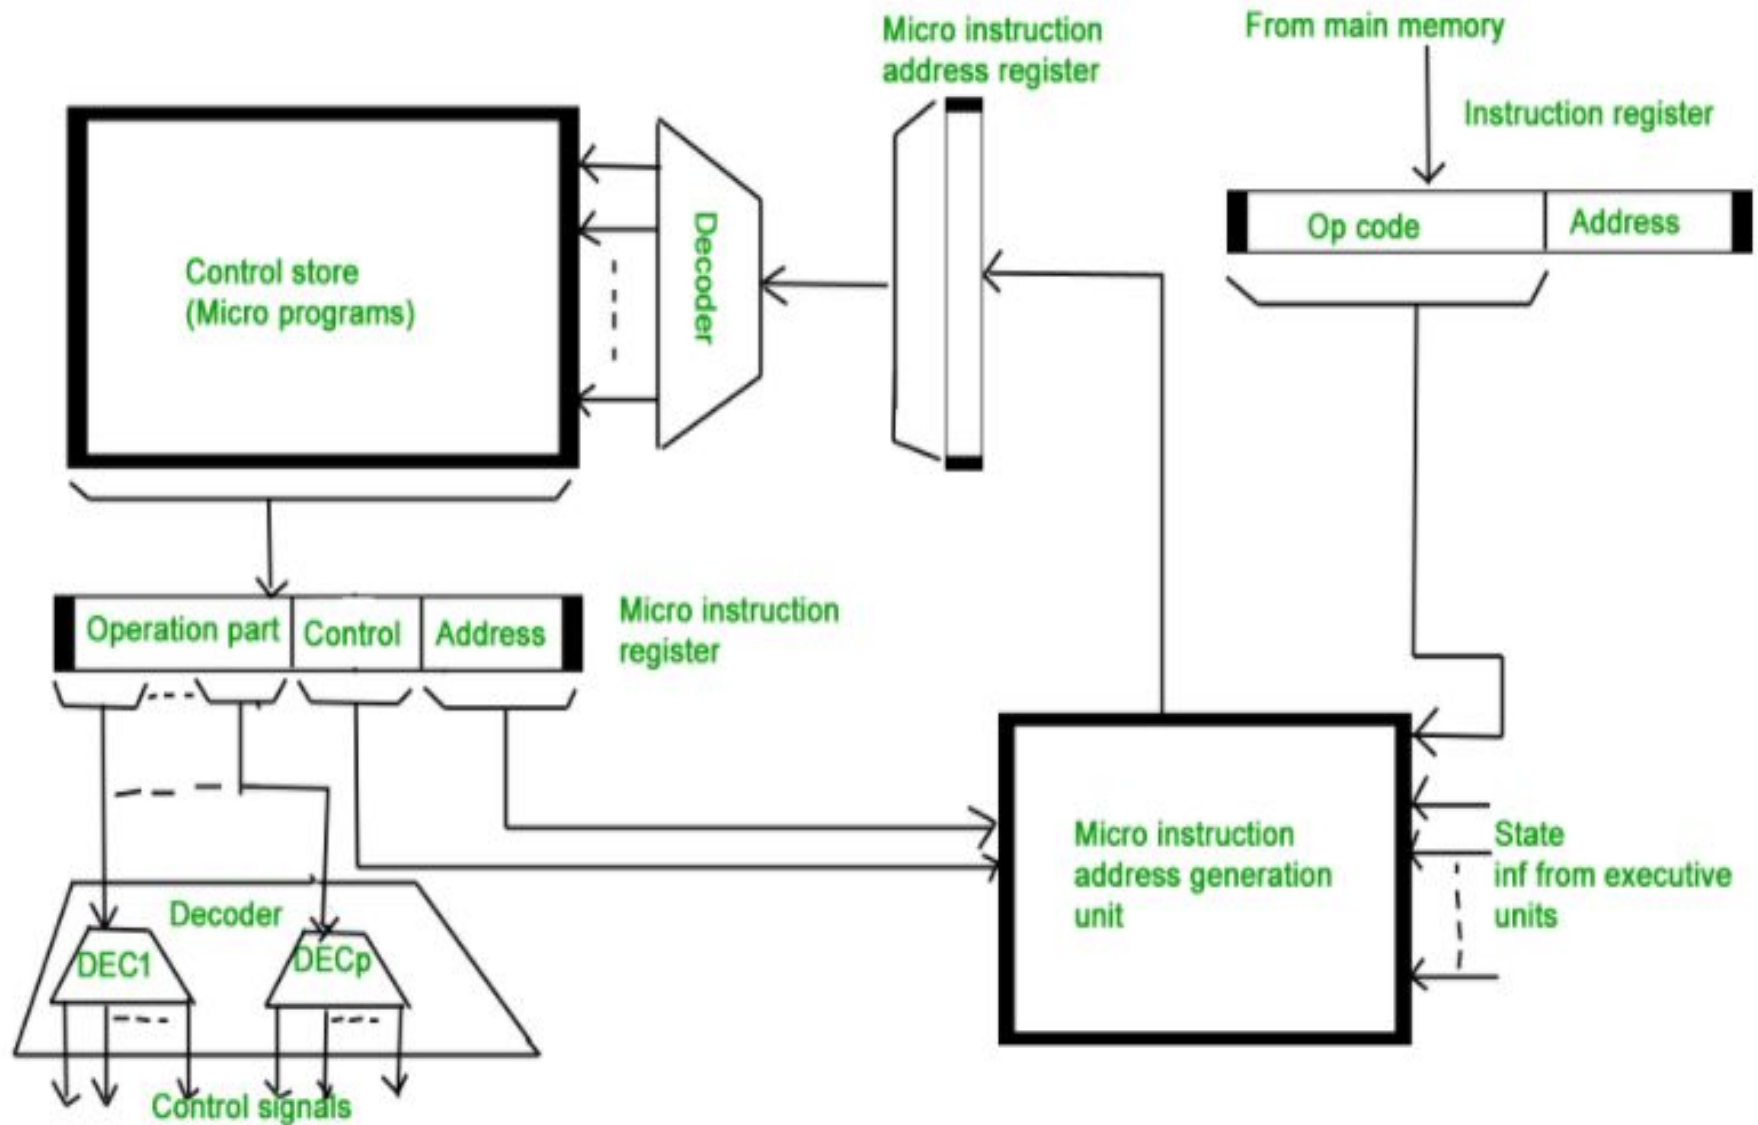 Micro instruction
address register
From main memory
Instruction register
Op code
Address
Control store
(Micro programs)
Decoder
Operation part
Control
Address
Micro instruction
register
Micro instruction
address generation
unit
State
inf from executive
units
Decoder
DEC1
DECp
Control signals